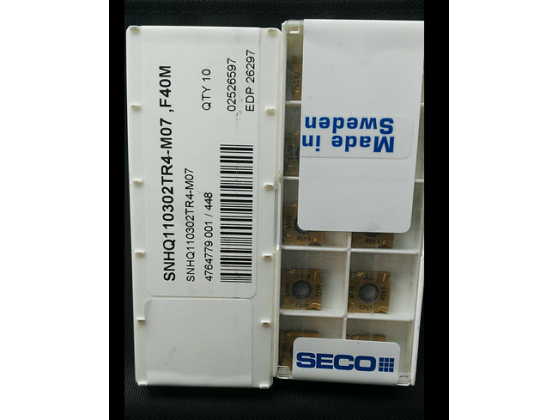 SNHQ110302TR4-M07 ,F40M
SNHQ110302TR4-M07
4764779 001 / 448
QTY 10
02526597
EDP 26297
Made in
Sweden
SECO